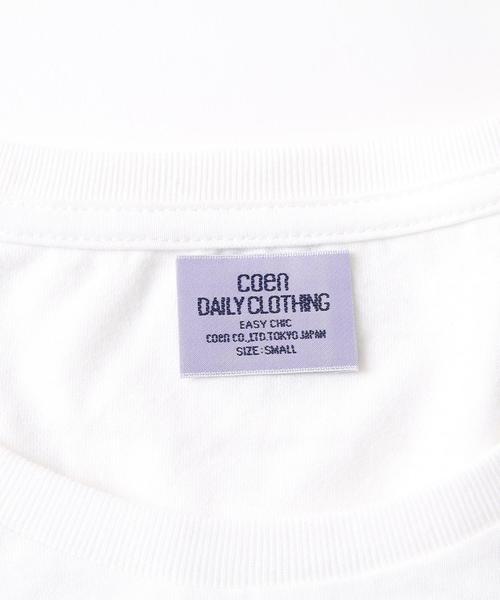 coen
DAILY CLOTHING
EASY CHIC
coen CO.,LTD.TOKYO JAPAN
SIZE:SMALL